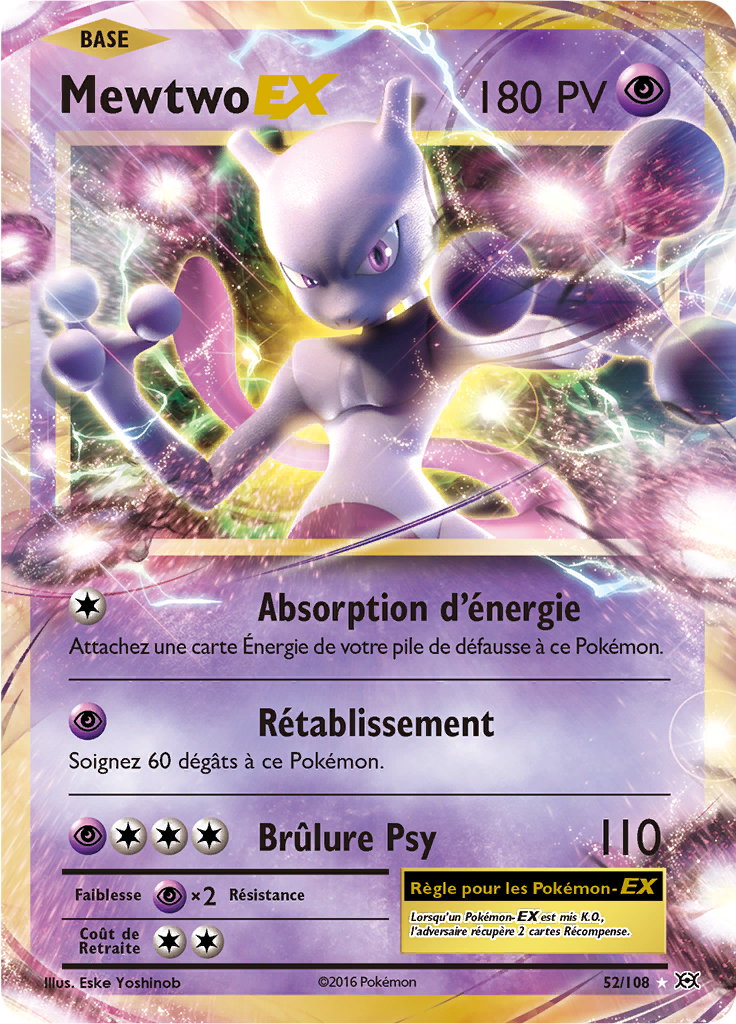 BASE
MewtwoEX 180 PV
Absorption d'énergie
Attachez une carte Énergie de votre pile de défausse à ce Pokémon.
Rétablissement
Soignez 60 dégâts à ce Pokémon.
Brûlure Psy 110
Faiblesse ×2 Résistance
Règle pour les Pokémon-EX
Lorsqu'un Pokémon-EX est mis K.O.,
l'adversaire récupère 2 cartes Récompense.
Coût de
Retraite
Illus. Eske Yoshinob ©2016 Pokémon 52/108 ★